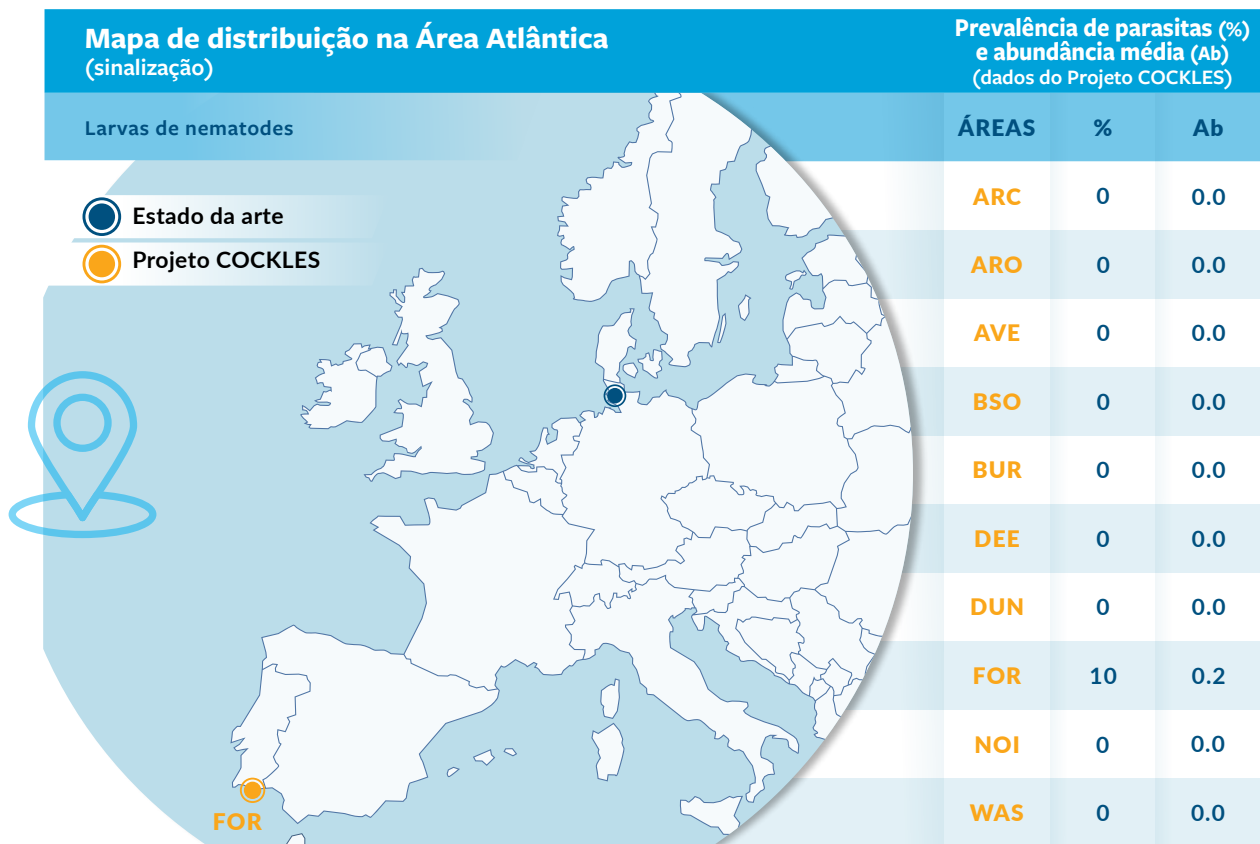 Mapa de distribuição na Área Atlântica
(sinalização)
Prevalência de parasitas (%)
e abundância média (Ab)
(dados do Projeto COCKLES)
Larvas de nematodes
ÁREAS % Ab
Estado da arte
Projeto COCKLES
ARC 0 0.0
ARO 0 0.0
AVE 0 0.0
BSO 0 0.0
BUR 0 0.0
DEE 0 0.0
DUN 0 0.0
FOR 10 0.2
NOI 0 0.0
WAS 0 0.0
FOR